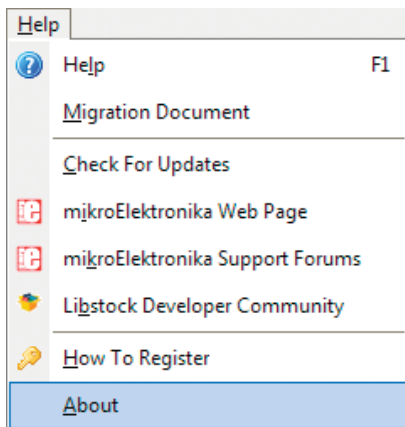 Help
Help F1
Migration Document
Check For Updates
mikroElektronika Web Page
mikroElektronika Support Forums
Libstock Developer Community
How To Register
About